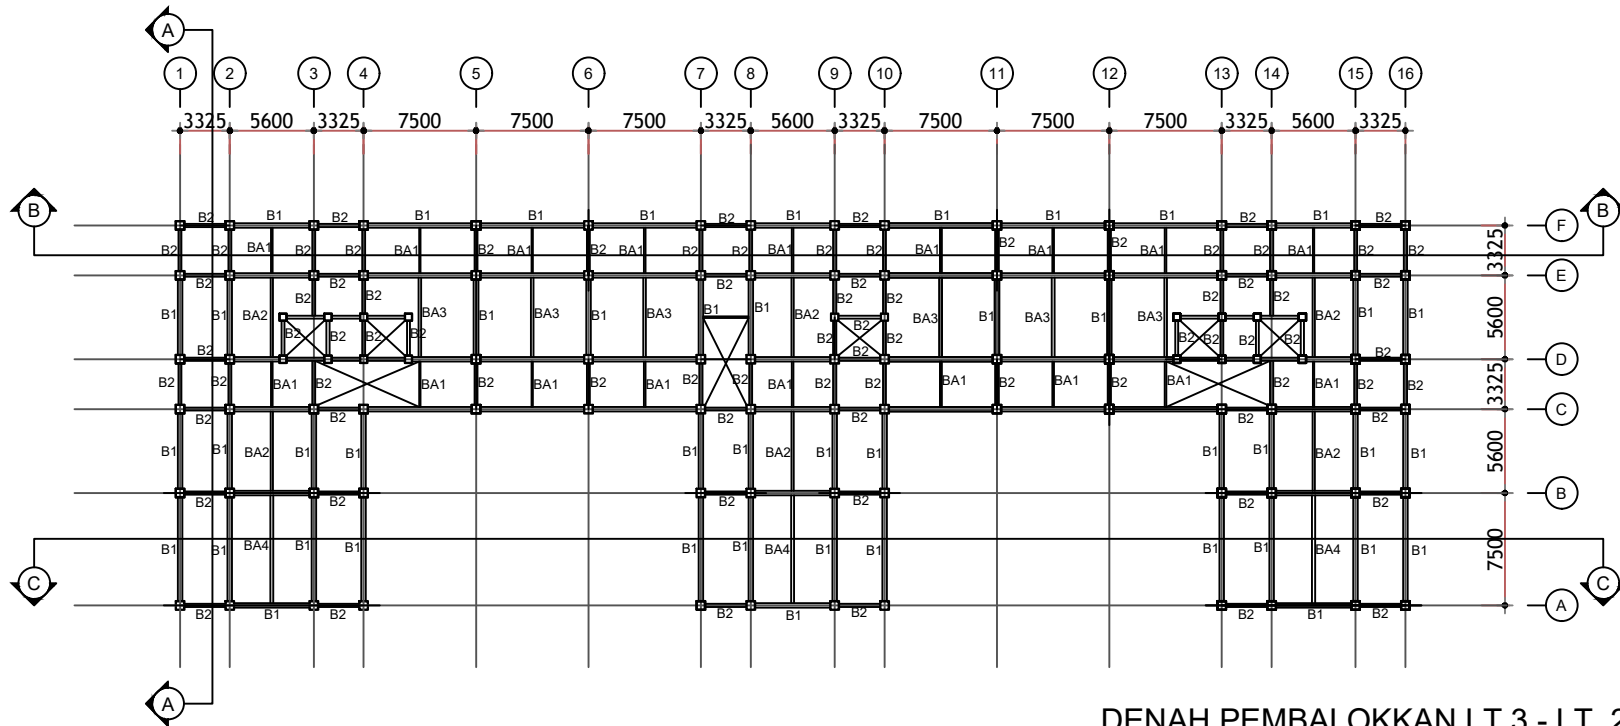 A
1 2 3 4 5 6 7 8 9 10 11 12 13 14 15 16
3325 5600 3325 7500 7500 7500 3325 5600 3325 7500 7500 7500 3325 5600 3325
B B
B2 B1 B2 B1 B1 B1 B2 B1 B2 B1 B1 B1 B2 B1 B2 F
B2 B2 BA1 B2 B2 BA1 B2 BA1 B2 BA1 B2 B2 BA1 B2 B2 BA1 B2 BA1 B2 BA1 B2 B2 BA1 B2 B2 3325
B2 B2 B2 B2 B2 B2 E
B2 B2 B2 B2 B2 B2
B1 B1 BA2 BA3 B1 BA3 B1 BA3 B1 B1 BA2 BA3 B1 BA3 B1 BA3 BA2 B1 5600
B2 B2 B2 B2 B2 B2 B2 B2 B2 B2 B2
B2 B2 B2 D
B2 B2 BA1 B2 BA1 B2 BA1 B2 BA1 B2 B2 BA1 B2 B2 BA1 B2 BA1 B2 BA1 B2 BA1 B2 B2 3325
B2 B2 B2 B2 B2 B2 C
B1 B1 BA2 B1 B1 B1 B1 BA2 B1 B1 B1 B1 BA2 B1 B1 5600
B2 B2 B2 B2 B2 B2 B
B1 B1 BA4 B1 B1 B1 B1 BA4 B1 B1 B1 B1 BA4 B1 B1 7500
C C
B2 B1 B2 B2 B1 B2 B2 B1 B2 A
A
DENAH PEMBALOKKAN LT 3 - LT. 2